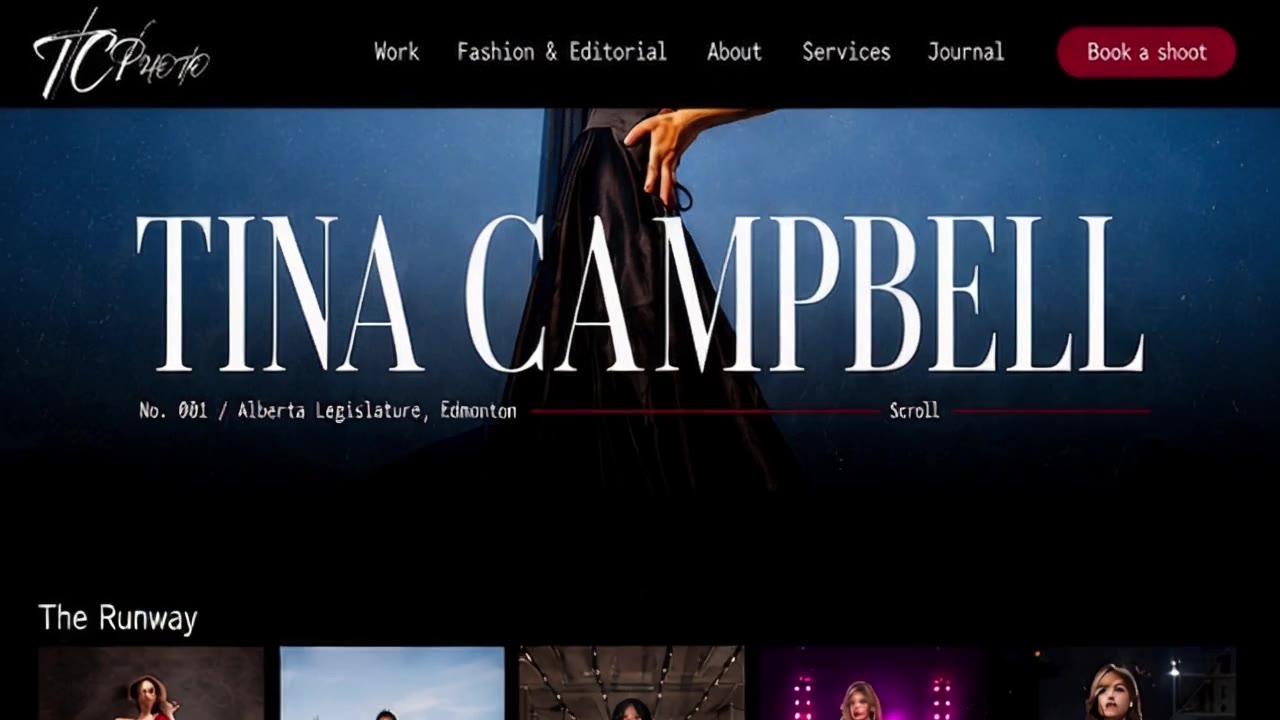 TCPhoto
Work Fashion & Editorial About Services Journal Book a shoot
TINA CAMPBELL
No. 001 / Alberta Legislature, Edmonton Scroll
The Runway